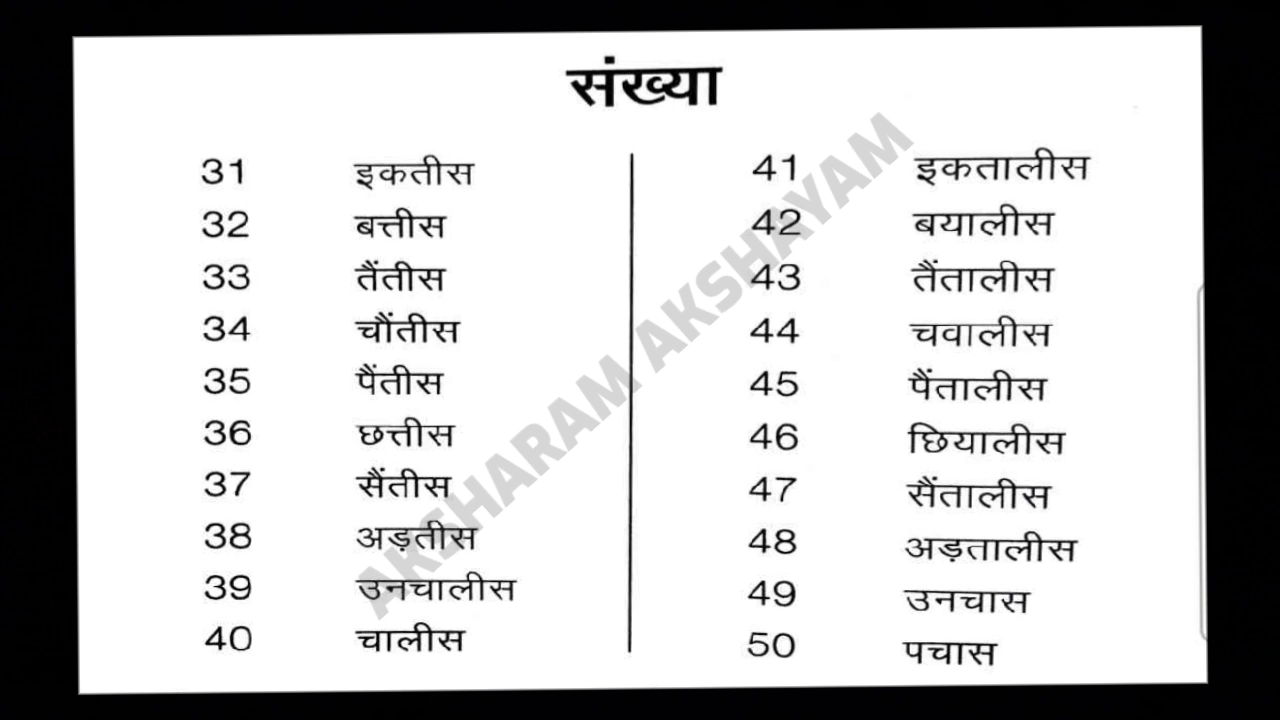 संख्या
31 इकतीस
32 बत्तीस
33 तैंतीस
34 चौंतीस
35 पैंतीस
36 छत्तीस
37 सैंतीस
38 अड़तीस
39 उनचालीस
40 चालीस
41 इकतालीस
42 बयालीस
43 तैंतालीस
44 चवालीस
45 पैंतालीस
46 छियालीस
47 सैंतालीस
48 अड़तालीस
49 उनचास
50 पचास
AKSHARAM AKSHAYAM